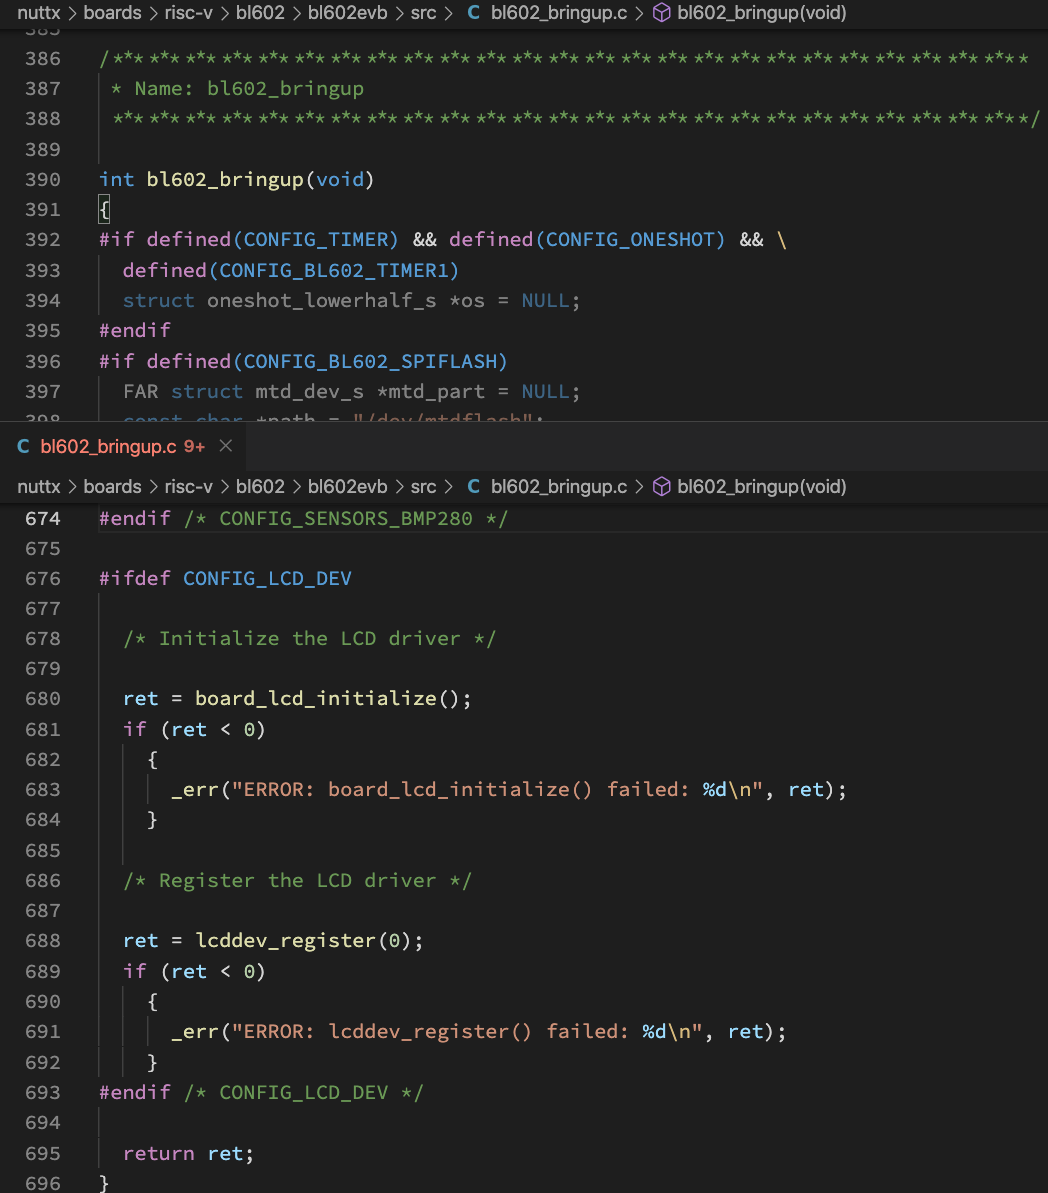 nuttx > boards > risc-v > bl602 > bl602evb > src > C bl602_bringup.c > bl602_bringup(void)
385
386 /****************************************************************************
387  * Name: bl602_bringup
388  ****************************************************************************/
389
390 int bl602_bringup(void)
391 {
392 #if defined(CONFIG_TIMER) && defined(CONFIG_ONESHOT) && \
393   defined(CONFIG_BL602_TIMER1)
394   struct oneshot_lowerhalf_s *os = NULL;
395 #endif
396 #if defined(CONFIG_BL602_SPIFLASH)
397   FAR struct mtd_dev_s *mtd_part = NULL;
398   const char *path = "/dev/mtdflash";
C bl602_bringup.c 9+ ×
nuttx > boards > risc-v > bl602 > bl602evb > src > C bl602_bringup.c > bl602_bringup(void)
674 #endif /* CONFIG_SENSORS_BMP280 */
675
676 #ifdef CONFIG_LCD_DEV
677
678   /* Initialize the LCD driver */
679
680   ret = board_lcd_initialize();
681   if (ret < 0)
682     {
683       _err("ERROR: board_lcd_initialize() failed: %d\n", ret);
684     }
685
686   /* Register the LCD driver */
687
688   ret = lcddev_register(0);
689   if (ret < 0)
690     {
691       _err("ERROR: lcddev_register() failed: %d\n", ret);
692     }
693 #endif /* CONFIG_LCD_DEV */
694
695   return ret;
696 }